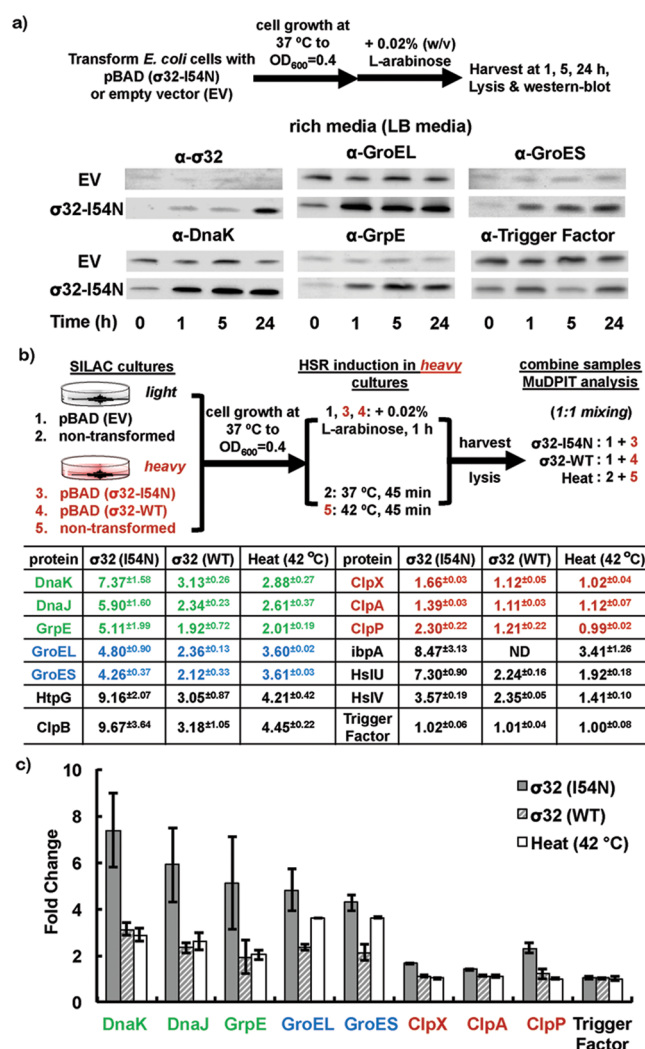 a)
Transform E. coli cells with
pBAD (σ32-I54N)
or empty vector (EV)
cell growth at
37 ºC to
OD600=0.4
+ 0.02% (w/v)
L-arabinose
Harvest at 1, 5, 24 h,
Lysis & western-blot
rich media (LB media)
α-σ32 α-GroEL α-GroES
EV
σ32-I54N
α-DnaK α-GrpE α-Trigger Factor
EV
σ32-I54N
Time (h) 0 1 5 24 0 1 5 24 0 1 5 24
b)
SILAC cultures
light
1. pBAD (EV)
2. non-transformed
heavy
3. pBAD (σ32-I54N)
4. pBAD (σ32-WT)
5. non-transformed
cell growth at
37 ºC to
OD600=0.4
HSR induction in heavy
cultures
1, 3, 4: + 0.02%
L-arabinose, 1 h
2: 37 ºC, 45 min
5: 42 ºC, 45 min
harvest
lysis
combine samples
MuDPIT analysis
(1:1 mixing)
σ32-I54N : 1 + 3
σ32-WT : 1 + 4
Heat : 2 + 5
protein σ32 (I54N) σ32 (WT) Heat (42 ºC) protein σ32 (I54N) σ32 (WT) Heat (42 ºC)
DnaK 7.37±1.58 3.13±0.26 2.88±0.27 ClpX 1.66±0.03 1.12±0.05 1.02±0.04
DnaJ 5.90±1.60 2.34±0.23 2.61±0.37 ClpA 1.39±0.03 1.11±0.03 1.12±0.07
GrpE 5.11±1.99 1.92±0.72 2.01±0.19 ClpP 2.30±0.22 1.21±0.22 0.99±0.02
GroEL 4.80±0.90 2.36±0.13 3.60±0.02 ibpA 8.47±3.13 ND 3.41±1.26
GroES 4.26±0.37 2.12±0.33 3.61±0.03 HslU 7.30±0.90 2.24±0.16 1.92±0.18
HtpG 9.16±2.07 3.05±0.87 4.21±0.42 HslV 3.57±0.19 2.35±0.05 1.41±0.10
ClpB 9.67±3.64 3.18±1.05 4.45±0.22 Trigger Factor 1.02±0.06 1.01±0.04 1.00±0.08
c)
Fold Change
10
8
6
4
2
0
σ32 (I54N)
σ32 (WT)
Heat (42 °C)
DnaK DnaJ GrpE GroEL GroES ClpX ClpA ClpP Trigger
Factor